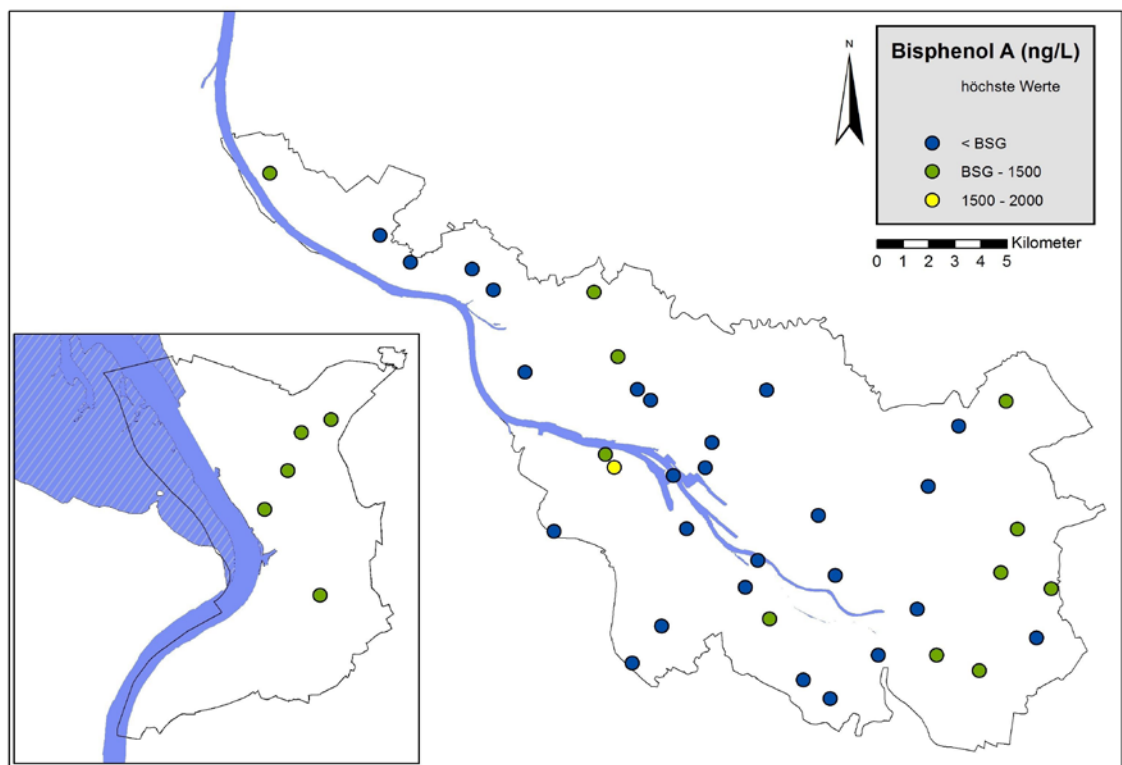 N
Bisphenol A (ng/L)
höchste Werte
< BSG
BSG - 1500
1500 - 2000
Kilometer
0 1 2 3 4 5